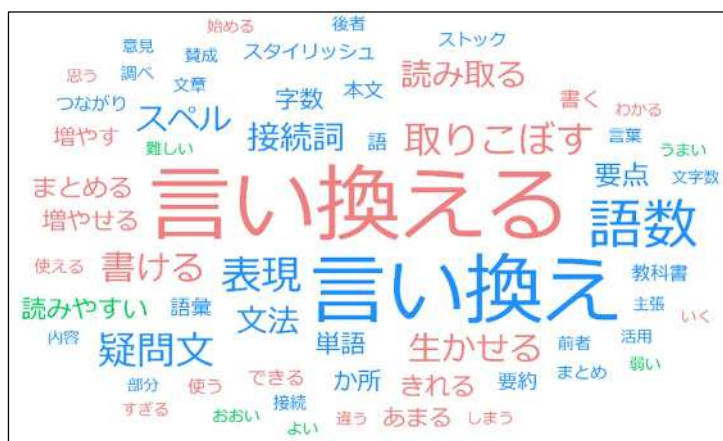 始める 後者
意見 賛成 スタイリッシュ ストック
思う 調べ 文章 字数 本文 読み取る 書く
つながり スペル わかる
増やす 難しい 接続詞 語 取りこぼす 言葉 うまい
まとめる 言い換える 要点 文字数
増やせる 語数
使える 書ける 表現 言い換え 教科書
読みやすい 語彙 文法 主張 いく
内容 疑問文 単語 生かせる 前者 活用 弱い
部分 使う できる か所 きれる 要約 まとめ
すぎる おおい 接続 よい 違う あまる しまう